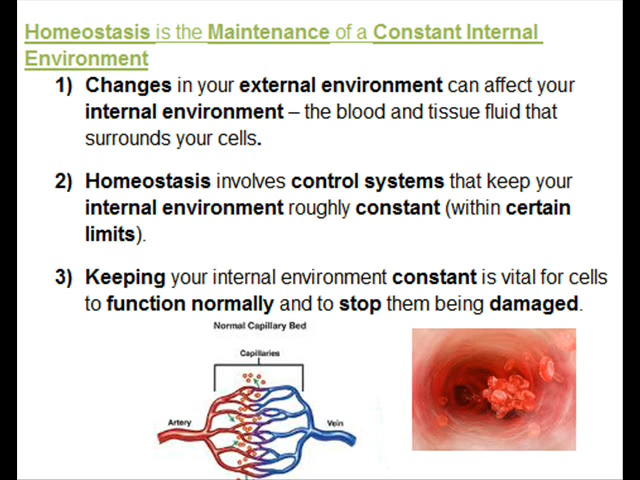 Homeostasis is the Maintenance of a Constant Internal
Environment
1) Changes in your external environment can affect your
internal environment – the blood and tissue fluid that
surrounds your cells.
2) Homeostasis involves control systems that keep your
internal environment roughly constant (within certain
limits).
3) Keeping your internal environment constant is vital for cells
to function normally and to stop them being damaged.
Normal Capillary Bed
Capillaries
Artery
Vein